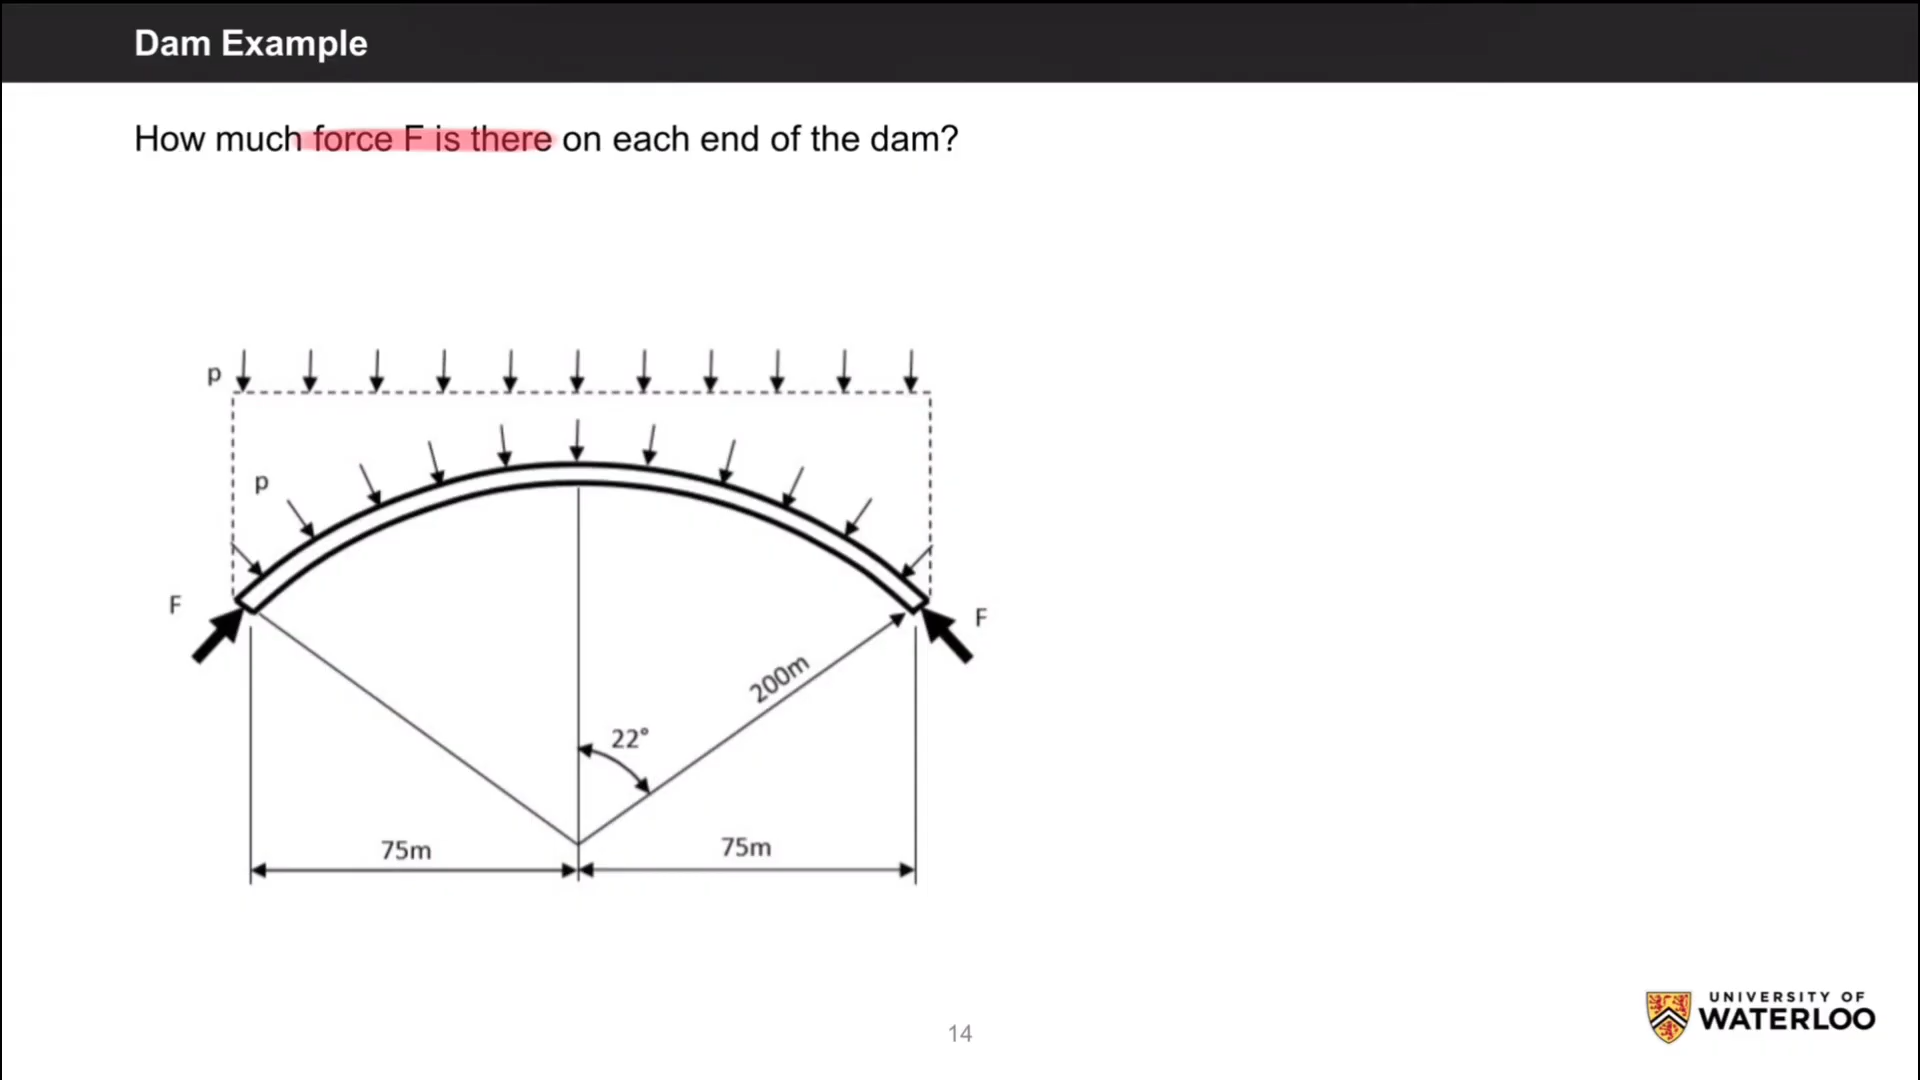 Dam Example
How much force F is there on each end of the dam?
p
p
F
F
200m
22°
75m
75m
14
UNIVERSITY OF
WATERLOO